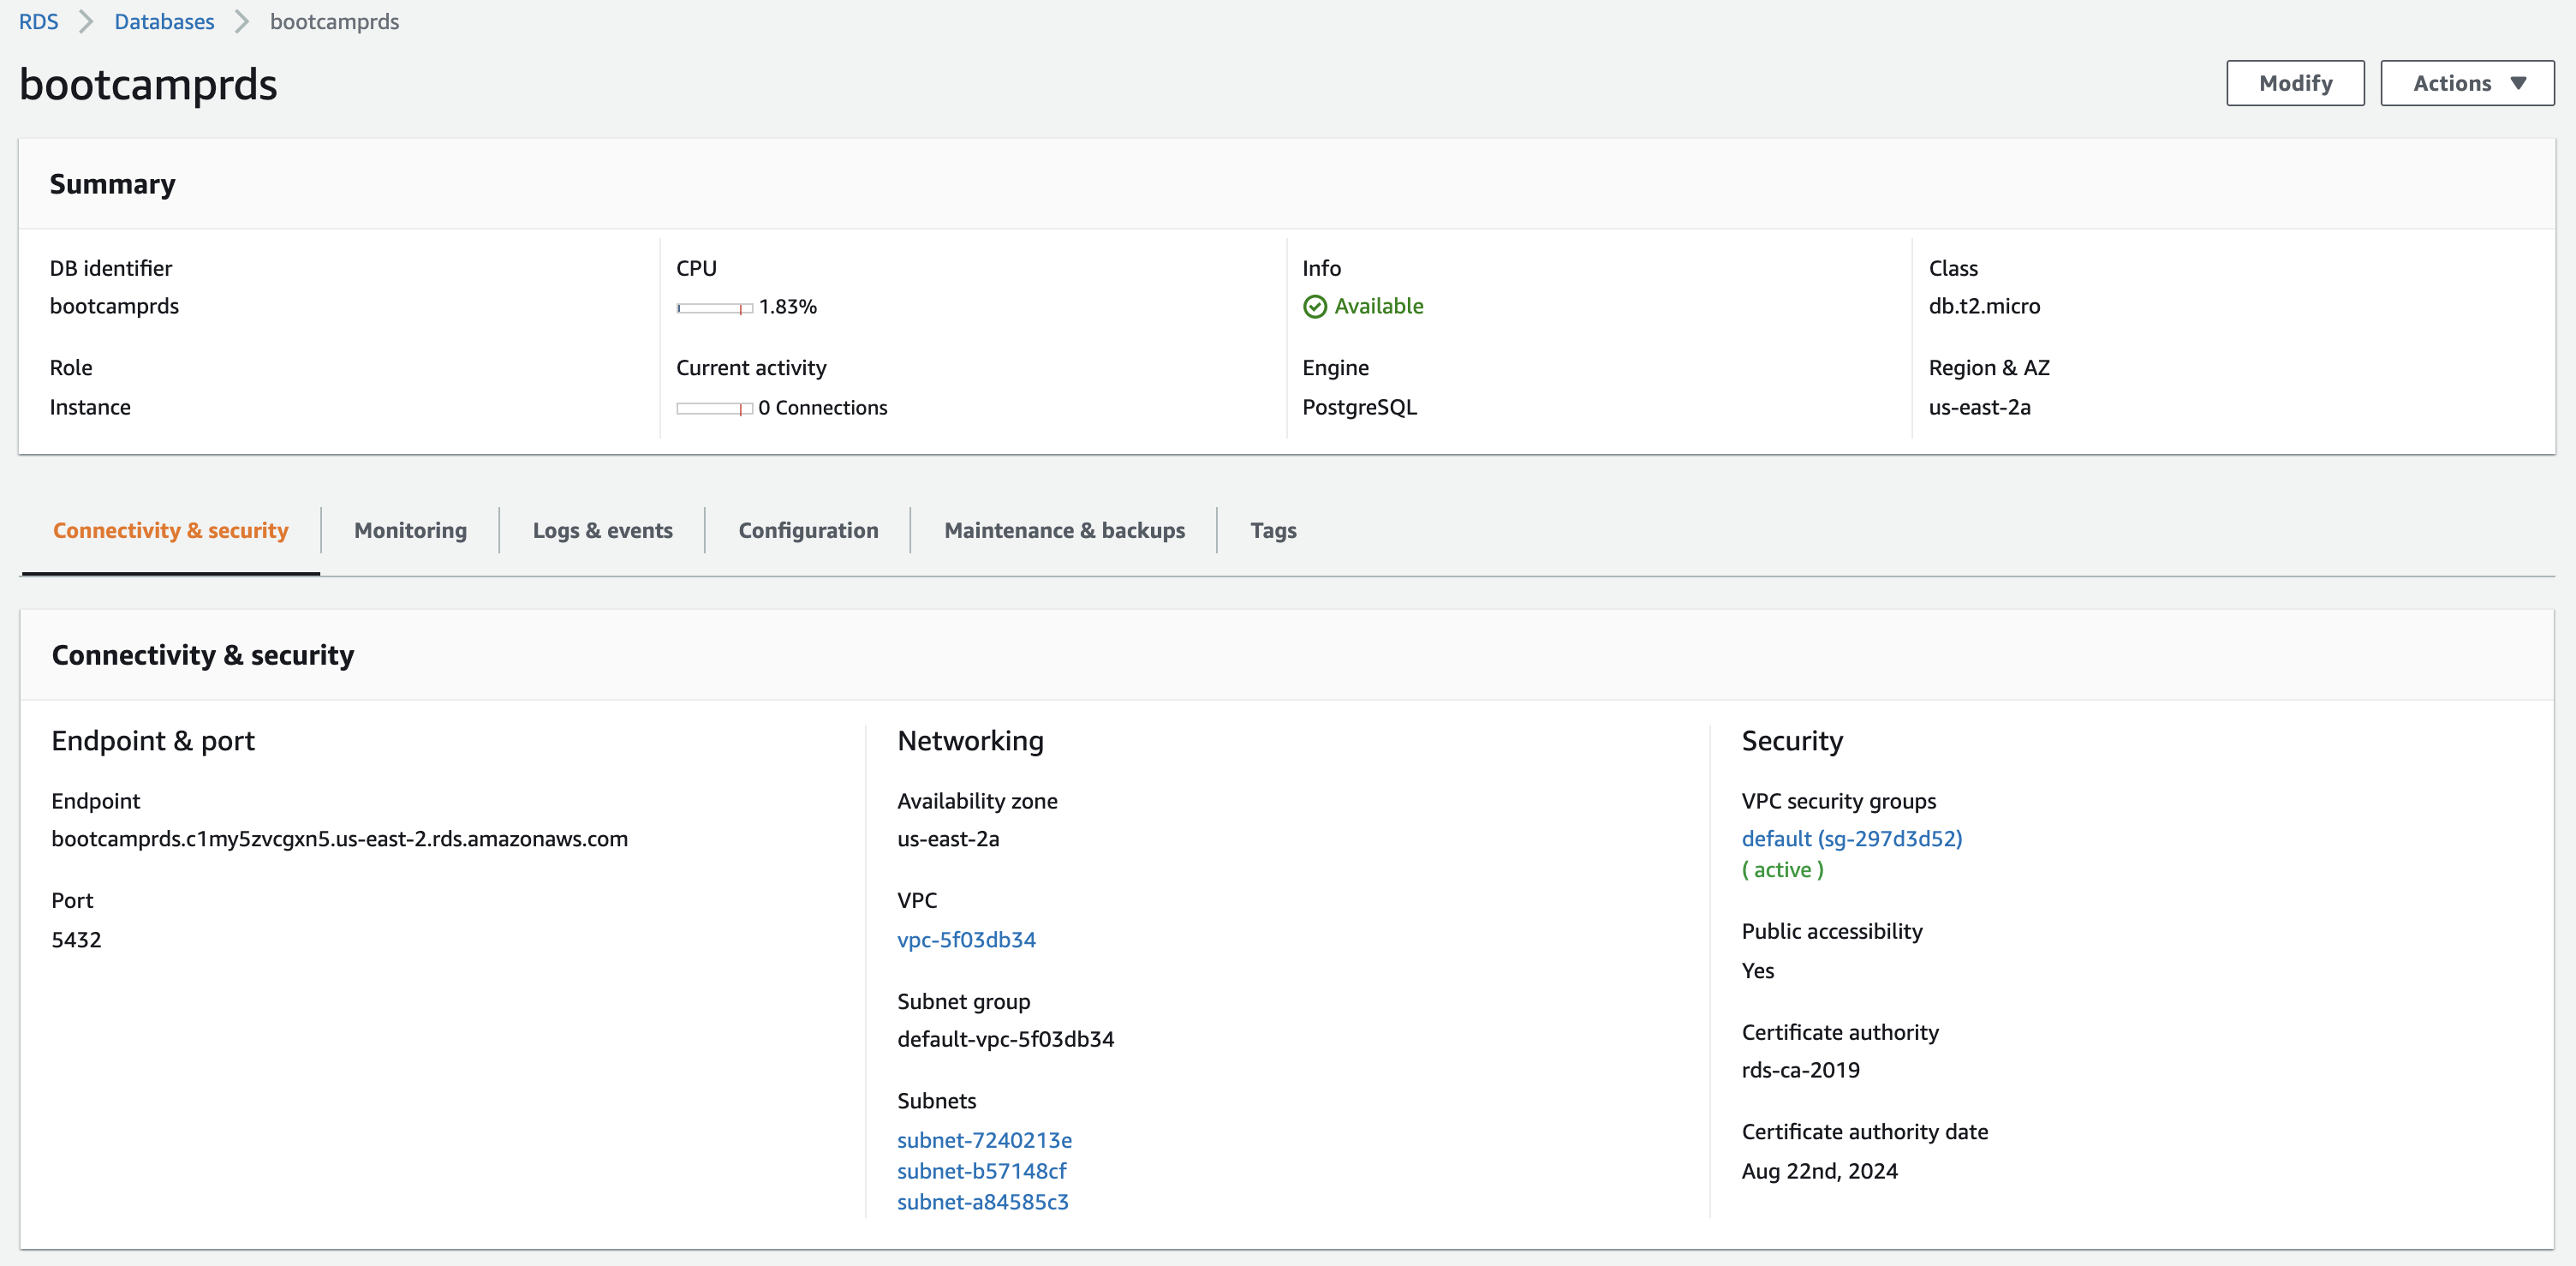 RDS > Databases > bootcamprds
bootcamprds
Modify
Actions
Summary
DB identifier
bootcamprds
CPU
1.83%
Info
Available
Class
db.t2.micro
Role
Instance
Current activity
0 Connections
Engine
PostgreSQL
Region & AZ
us-east-2a
Connectivity & security
Monitoring
Logs & events
Configuration
Maintenance & backups
Tags
Connectivity & security
Endpoint & port
Endpoint
bootcamprds.c1my5zvcgxn5.us-east-2.rds.amazonaws.com
Port
5432
Networking
Availability zone
us-east-2a
VPC
vpc-5f03db34
Subnet group
default-vpc-5f03db34
Subnets
subnet-7240213e
subnet-b57148cf
subnet-a84585c3
Security
VPC security groups
default (sg-297d3d52)
( active )
Public accessibility
Yes
Certificate authority
rds-ca-2019
Certificate authority date
Aug 22nd, 2024